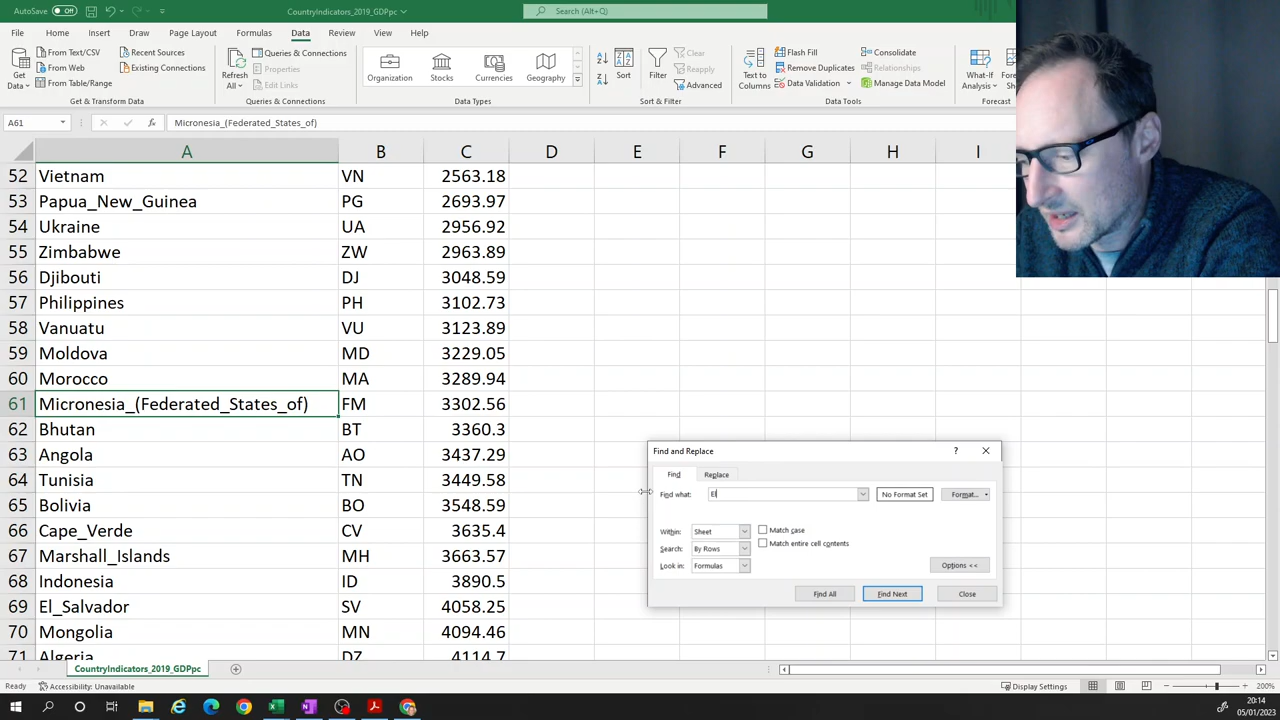 AutoSave Off
CountryIndicators_2019_GDPpc
Search (Alt+Q)
File Home Insert Draw Page Layout Formulas Data Review View Help
Get Data
From Text/CSV
From Web
From Table/Range
Recent Sources
Existing Connections
Get & Transform Data
Refresh All
Queries & Connections
Properties
Edit Links
Queries & Connections
Organization Stocks Currencies Geography
Data Types
Sort
Filter
Clear
Reapply
Advanced
Sort & Filter
Text to Columns
Flash Fill
Remove Duplicates
Data Validation
Consolidate
Relationships
Manage Data Model
Data Tools
What-If Analysis
Forecast
A61 fx Micronesia_(Federated_States_of)
A B C D E F G H I
52 Vietnam VN 2563.18
53 Papua_New_Guinea PG 2693.97
54 Ukraine UA 2956.92
55 Zimbabwe ZW 2963.89
56 Djibouti DJ 3048.59
57 Philippines PH 3102.73
58 Vanuatu VU 3123.89
59 Moldova MD 3229.05
60 Morocco MA 3289.94
61 Micronesia_(Federated_States_of) FM 3302.56
62 Bhutan BT 3360.3
63 Angola AO 3437.29
64 Tunisia TN 3449.58
65 Bolivia BO 3548.59
66 Cape_Verde CV 3635.4
67 Marshall_Islands MH 3663.57
68 Indonesia ID 3890.5
69 El_Salvador SV 4058.25
70 Mongolia MN 4094.46
71 Algeria DZ 4114.7
Find and Replace ?
Find Replace
Find what: El No Format Set Format...
Within: Sheet Match case
Search: By Rows Match entire cell contents
Look in: Formulas Options <<
Find All Find Next Close
CountryIndicators_2019_GDPpc
Ready Accessibility: Unavailable Display Settings 200%
20:14
05/01/2023